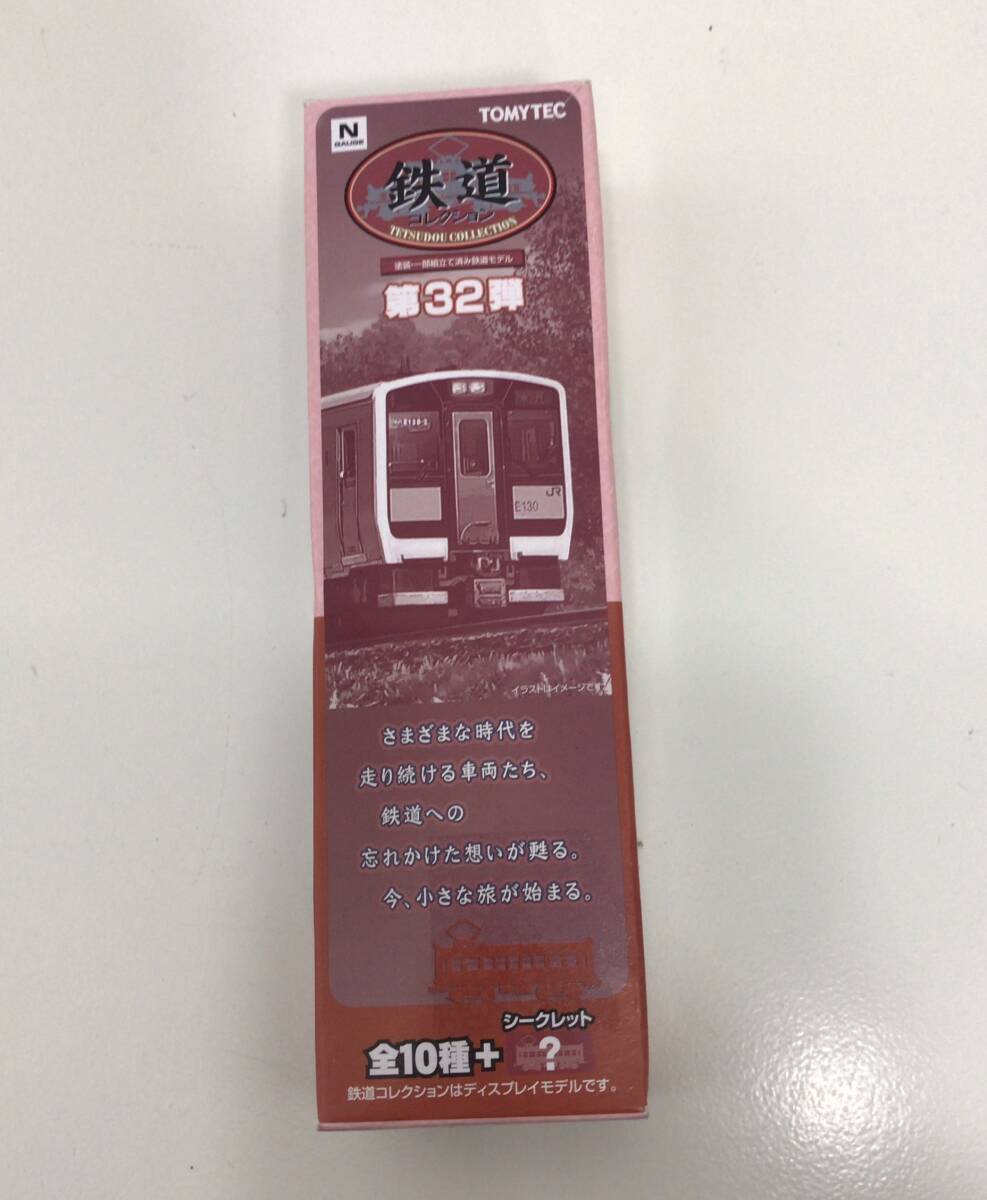 N
GAUGE
TOMYTEC
鉄道
コレクション
TETSUDOU COLLECTION
塗装・一部組立て済み鉄道モデル
第32弾
JR
E130
イラストはイメージです。
さまざまな時代を
走り続ける車両たち、
鉄道への
忘れかけた想いが甦る。
今、小さな旅が始まる。
シークレット
全10種+
?
鉄道コレクションはディスプレイモデルです。